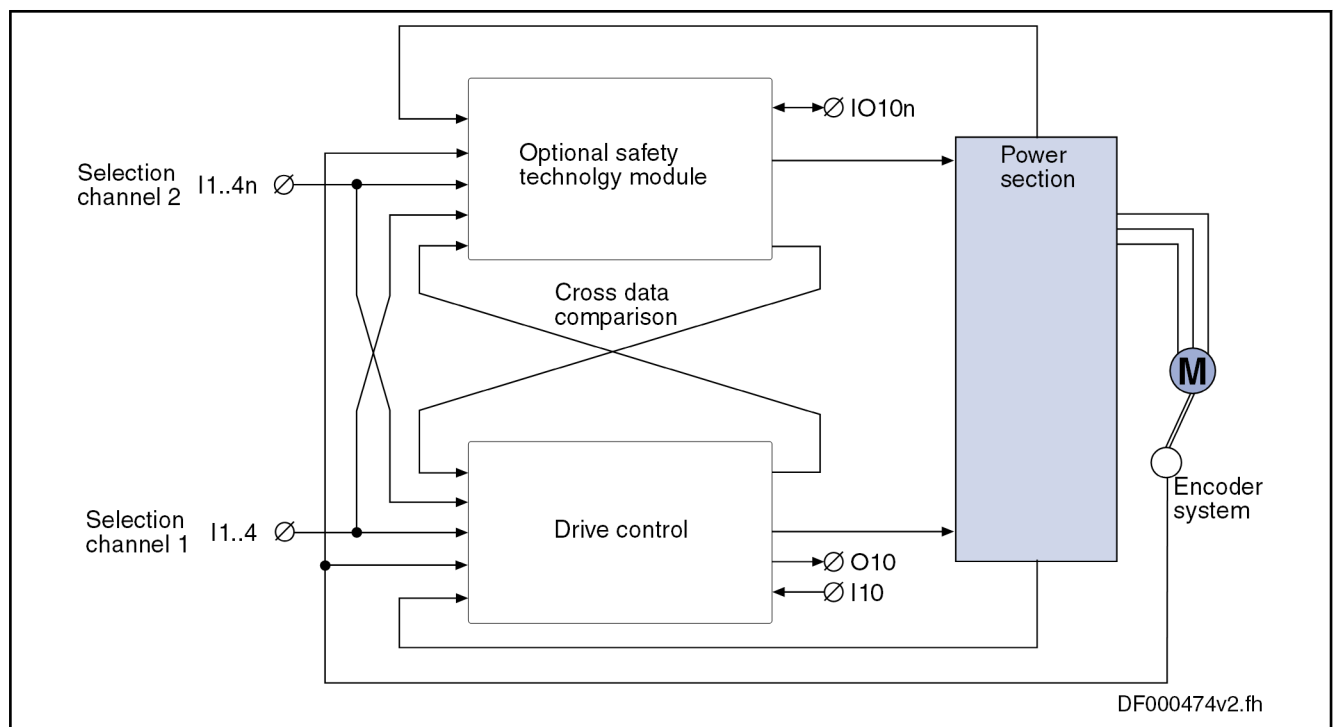 IO10n
Optional safety
technolgy module
Power
section
Selection
channel 2
I1..4n
Cross data
comparison
M
Encoder
system
Selection
channel 1
I1..4
Drive control
O10
I10
DF000474v2.fh